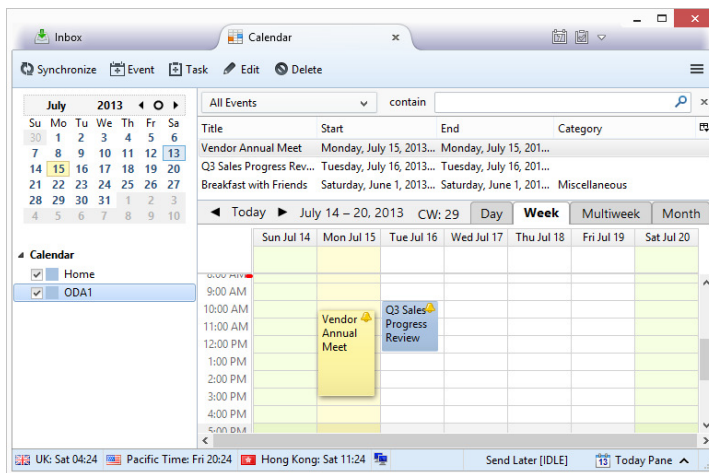 Inbox
Calendar
Synchronize Event Task Edit Delete
July 2013
Su Mo Tu We Th Fr Sa
30 1 2 3 4 5 6
7 8 9 10 11 12 13
14 15 16 17 18 19 20
21 22 23 24 25 26 27
28 29 30 31 1 2 3
4 5 6 7 8 9 10
Calendar
Home
ODA1
All Events contain
Title Start End Category
Vendor Annual Meet Monday, July 15, 2013... Monday, July 15, 201...
Q3 Sales Progress Rev... Tuesday, July 16, 2013... Tuesday, July 16, 201...
Breakfast with Friends Saturday, June 1, 2013... Saturday, June 1, 201... Miscellaneous
Today July 14 – 20, 2013 CW: 29 Day Week Multiweek Month
Sun Jul 14 Mon Jul 15 Tue Jul 16 Wed Jul 17 Thu Jul 18 Fri Jul 19 Sat Jul 20
8:00 AM
9:00 AM
10:00 AM
11:00 AM
12:00 PM
1:00 PM
2:00 PM
3:00 PM
4:00 PM
5:00 PM
Vendor
Annual
Meet
Q3 Sales
Progress
Review
UK: Sat 04:24 Pacific Time: Fri 20:24 Hong Kong: Sat 11:24 Send Later [IDLE] 13 Today Pane